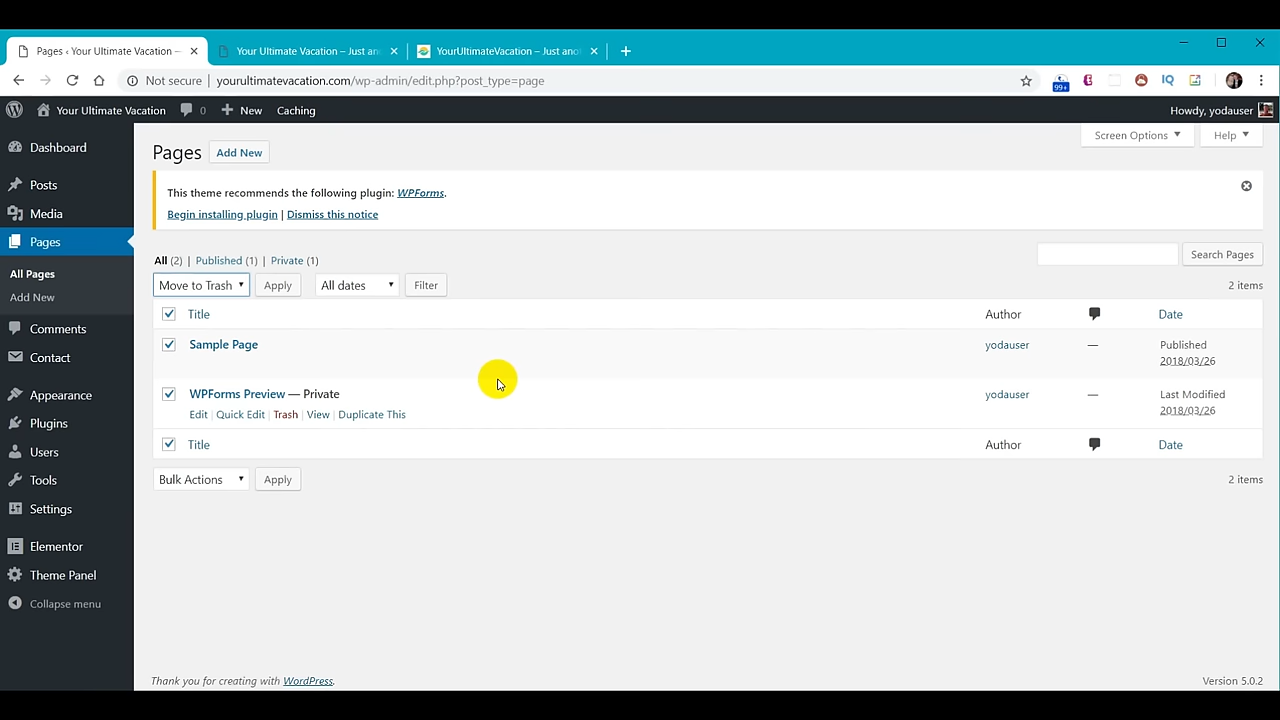 Pages ‹ Your Ultimate Vacation —
Your Ultimate Vacation – Just an
YourUltimateVacation – Just ano
Not secure | yourultimatevacation.com/wp-admin/edit.php?post_type=page
99+
IQ
Your Ultimate Vacation
0
New
Caching
Howdy, yodauser
Screen Options
Help
Dashboard
Posts
Media
Pages
All Pages
Add New
Comments
Contact
Appearance
Plugins
Users
Tools
Settings
Elementor
Theme Panel
Collapse menu
Pages Add New
This theme recommends the following plugin: WPForms.
Begin installing plugin | Dismiss this notice
All (2) | Published (1) | Private (1)
Search Pages
Move to Trash Apply All dates Filter
2 items
Title Author Date
Sample Page yodauser — Published
2018/03/26
WPForms Preview — Private yodauser — Last Modified
Edit | Quick Edit | Trash | View | Duplicate This 2018/03/26
Title Author Date
Bulk Actions Apply 2 items
Thank you for creating with WordPress. Version 5.0.2